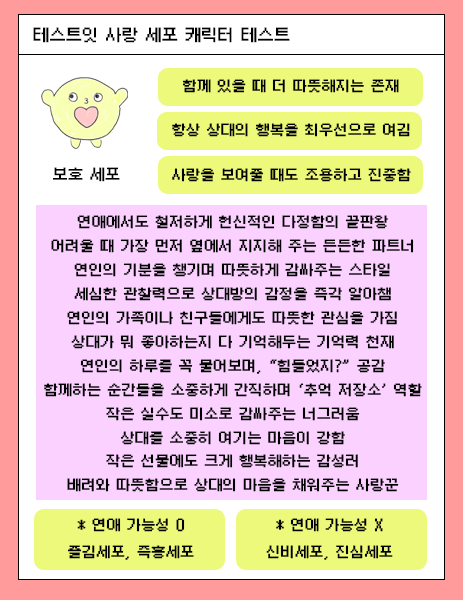 테스트잇 사랑 세포 캐릭터 테스트
함께 있을 때 더 따뜻해지는 존재
항상 상대의 행복을 최우선으로 여김
보호 세포
사랑을 보여줄 때도 조용하고 진중함
연애에서도 철저하게 헌신적인 다정함의 끝판왕
어려울 때 가장 먼저 옆에서 지지해 주는 든든한 파트너
연인의 기분을 챙기며 따뜻하게 감싸주는 스타일
세심한 관찰력으로 상대방의 감정을 즉각 알아챔
연인의 가족이나 친구들에게도 따뜻한 관심을 가짐
상대가 뭐 좋아하는지 다 기억해두는 기억력 천재
연인의 하루를 꼭 물어보며, “힘들었지?” 공감
함께하는 순간들을 소중하게 간직하며 ‘추억 저장소’ 역할
작은 실수도 미소로 감싸주는 너그러움
상대를 소중히 여기는 마음이 강함
작은 선물에도 크게 행복해하는 감성러
배려와 따뜻함으로 상대의 마음을 채워주는 사랑꾼
* 연애 가능성 O
즐김세포, 즉흥세포
* 연애 가능성 X
신비세포, 진심세포